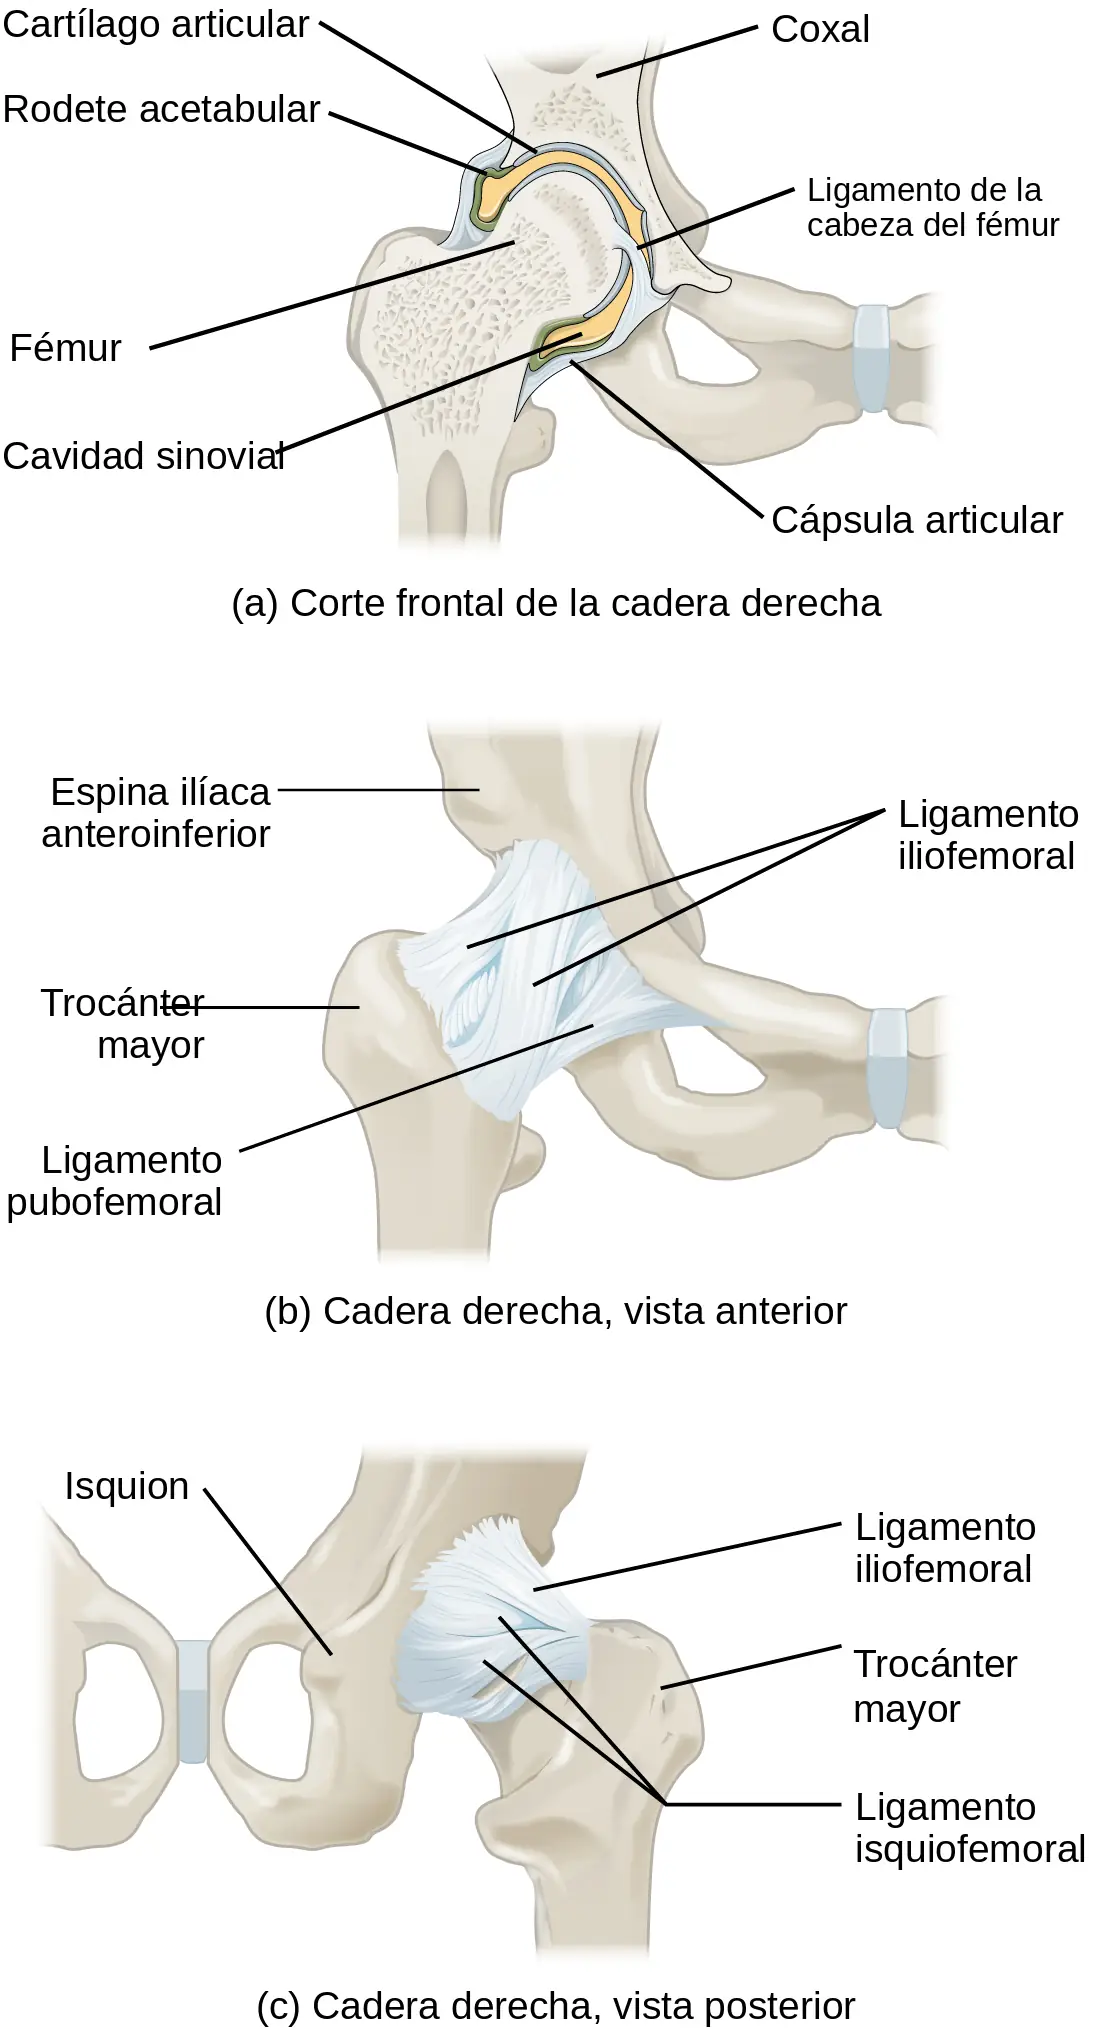 Cartílago articular
Coxal
Rodete acetabular
Ligamento de la
cabeza del fémur
Fémur
Cavidad sinovial
Cápsula articular
(a) Corte frontal de la cadera derecha
Espina ilíaca
anteroinferior
Ligamento
iliofemoral
Trocánter
mayor
Ligamento
pubofemoral
(b) Cadera derecha, vista anterior
Isquion
Ligamento
iliofemoral
Trocánter
mayor
Ligamento
isquiofemoral
(c) Cadera derecha, vista posterior